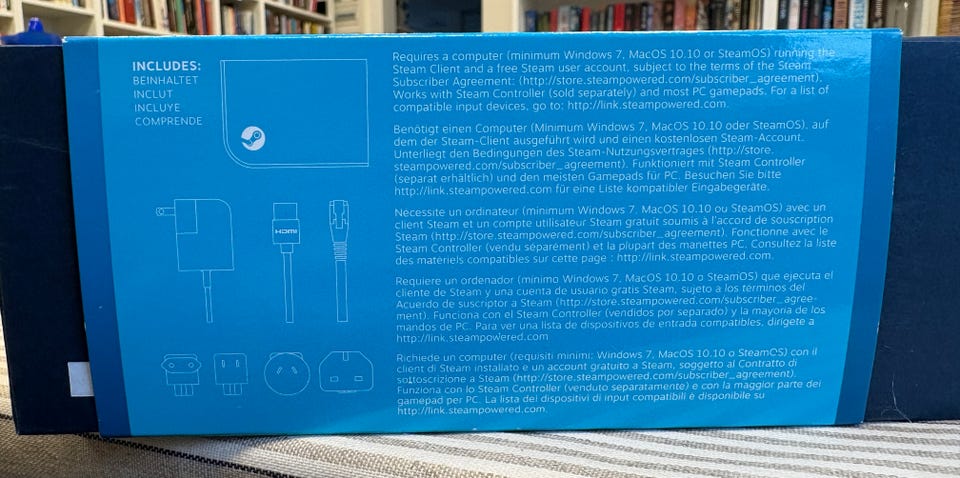 INCLUDES:
BEINHALTET
INCLUT
INCLUYE
COMPRENDE
HDMI
Requires a computer (minimum Windows 7, MacOS 10.10 or SteamOS) running the
Steam Client and a free Steam user account, subject to the terms of the Steam
Subscriber Agreement: (http://store.steampowered.com/subscriber_agreement).
Works with Steam Controller (sold separately) and most PC gamepads. For a list of
compatible input devices, go to: http://link.steampowered.com.
Benötigt einen Computer (Minimum Windows 7, MacOS 10.10 oder SteamOS), auf
dem der Steam-Client ausgeführt wird und einen kostenlosen Steam-Account.
Unterliegt den Bedingungen des Steam-Nutzungsvertrages (http://store.
steampowered.com/subscriber_agreement). Funktioniert mit Steam Controller
(separat erhältlich) und den meisten Gamepads für PC. Besuchen Sie bitte
http://link.steampowered.com für eine Liste kompatibler Eingabegeräte.
Nécessite un ordinateur (minimum Windows 7, MacOS 10.10 ou SteamOS) avec un
client Steam et un compte utilisateur Steam gratuit soumis à l'accord de souscription
Steam (http://store.steampowered.com/subscriber_agreement). Fonctionne avec le
Steam Controller (vendu séparément) et la plupart des manettes PC. Consultez la liste
des matériels compatibles sur cette page : http://link.steampowered.com.
Requiere un ordenador (mínimo Windows 7, MacOS 10.10 o SteamOS) que ejecuta el
cliente de Steam y una cuenta de usuario gratis Steam, sujeto a los términos del
Acuerdo de suscriptor a Steam (http://store.steampowered.com/subscriber_agree-
ment). Funciona con el Steam Controller (vendidos por separado) y la mayoría de los
mandos de PC. Para ver una lista de dispositivos de entrada compatibles, dirígete a
http://link.steampowered.com
Richiede un computer (requisiti minimi: Windows 7, MacOS 10.10 o SteamOS) con il
client di Steam installato e un account gratuito a Steam, soggetto al Contratto di
sottoscrizione a Steam (http://store.steampowered.com/subscriber_agreement).
Funziona con lo Steam Controller (venduto separatamente) e con la maggior parte dei
gamepad per PC. La lista dei dispositivi di input compatibili è disponibile su
http://link.steampowered.com.